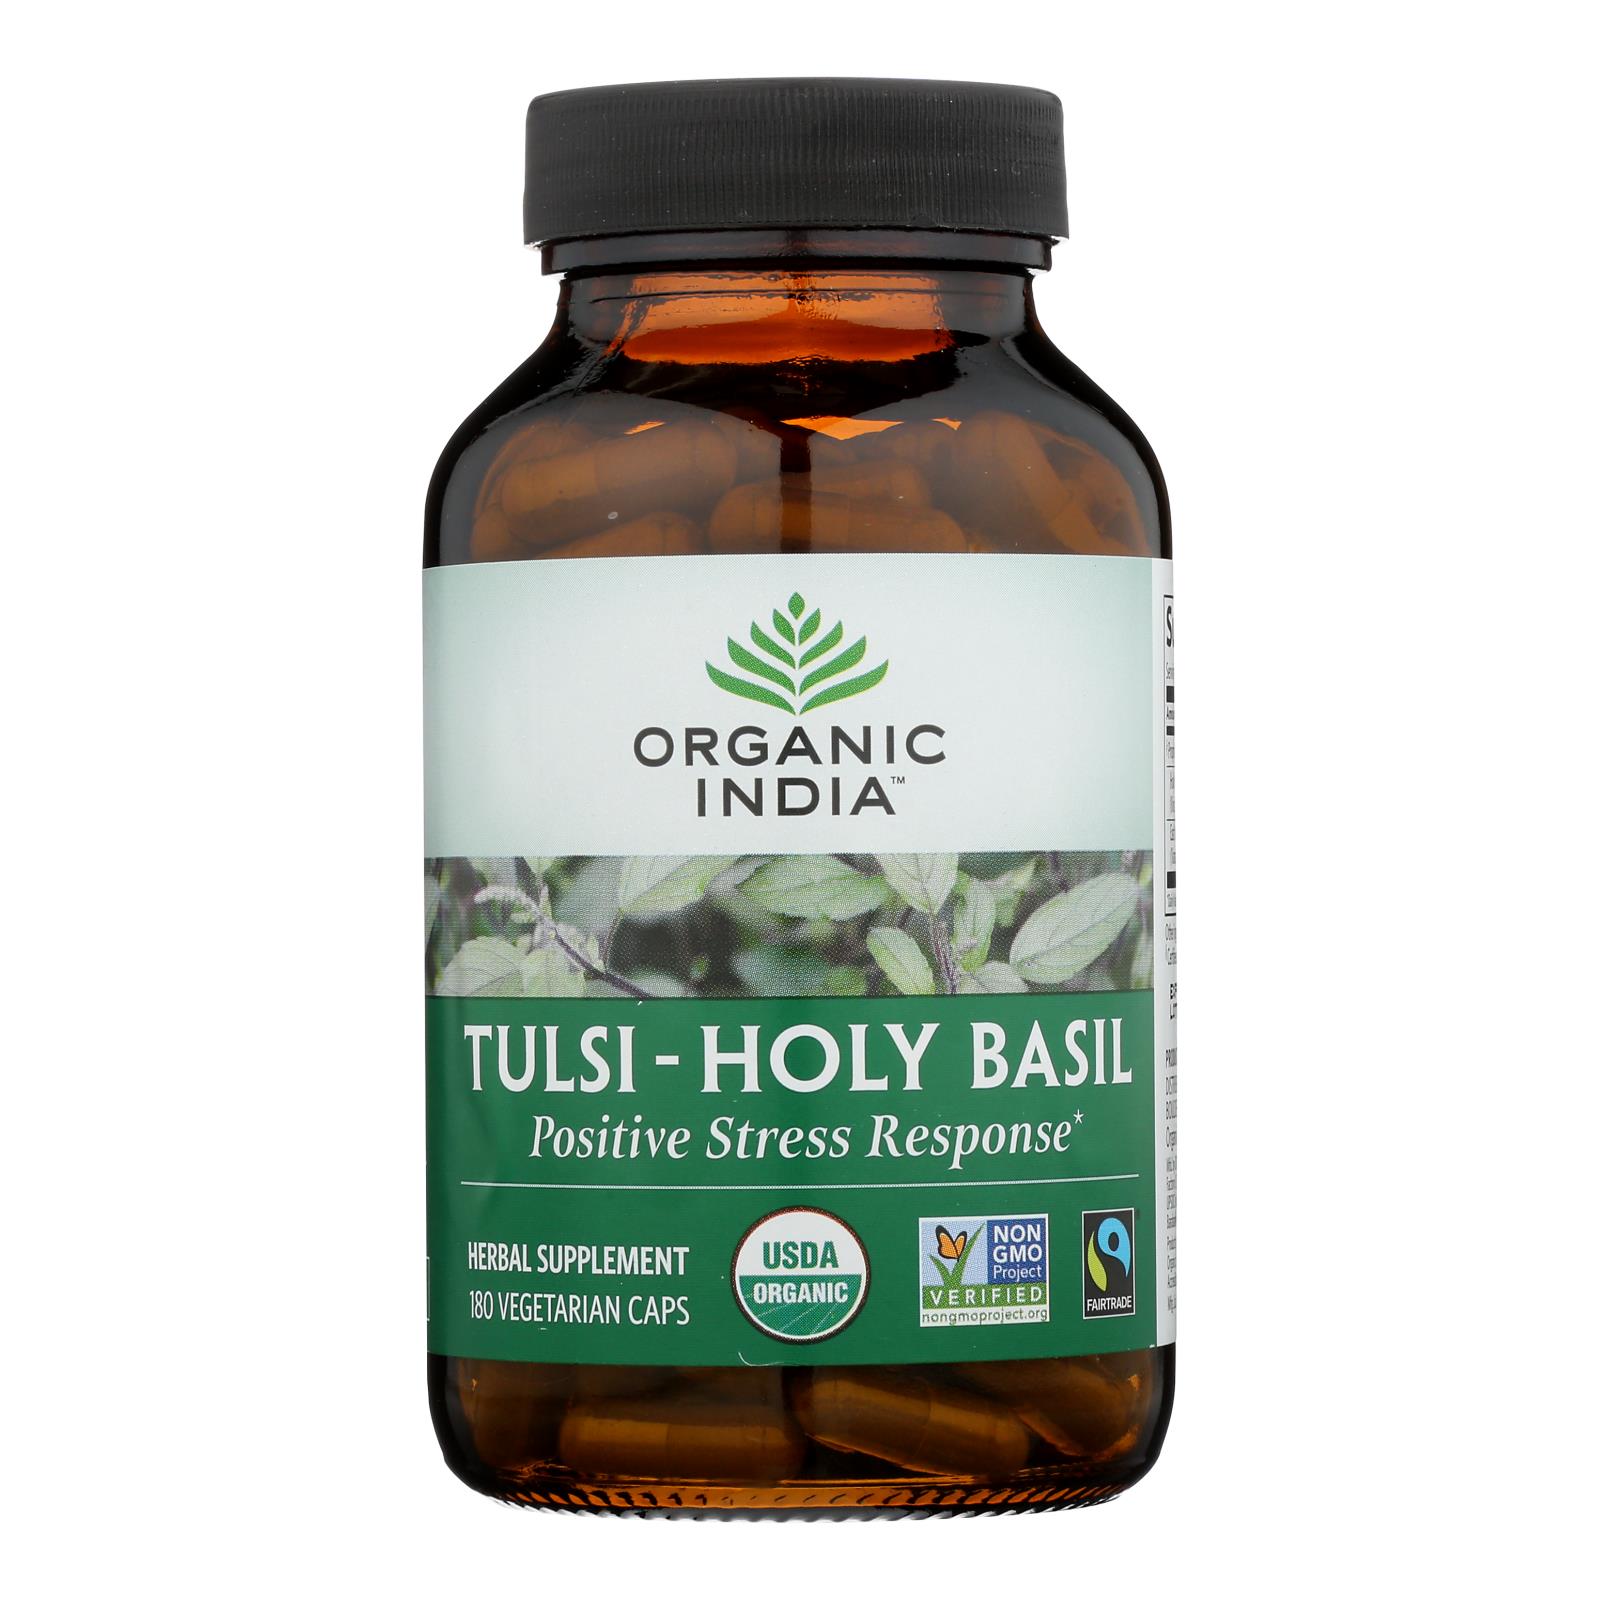 ORGANIC
INDIA™
TULSI - HOLY BASIL
Positive Stress Response*
HERBAL SUPPLEMENT
180 VEGETARIAN CAPS
USDA
ORGANIC
NON
GMO
Project
VERIFIED
nongmoproject.org
FAIRTRADE